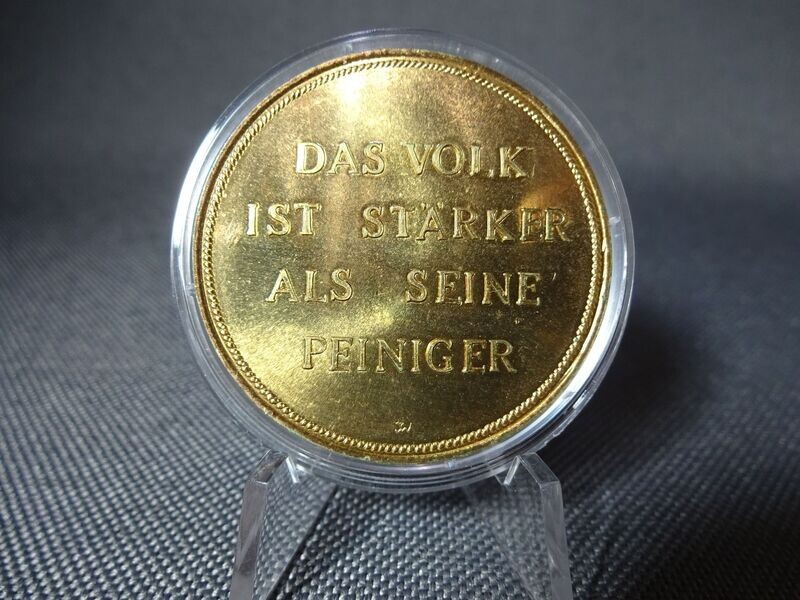 DAS VOLK
IST STÄRKER
ALS SEINE
PEINIGER